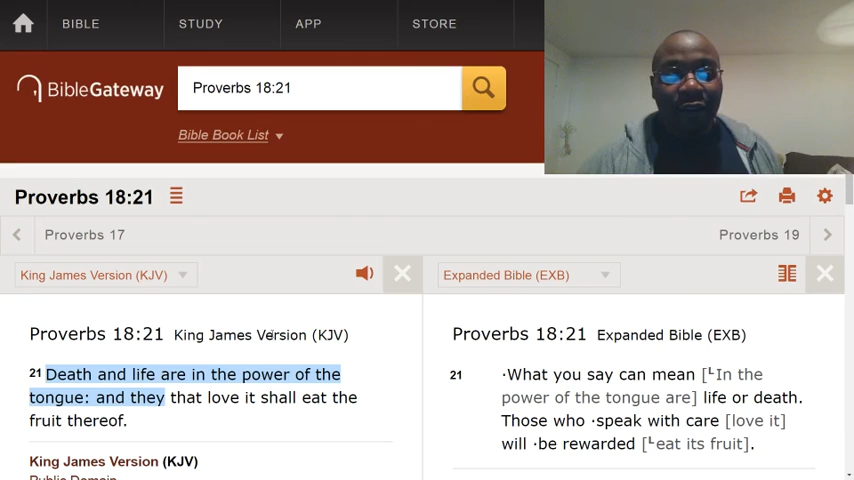 BIBLE STUDY APP STORE
BibleGateway
Proverbs 18:21
Bible Book List
Proverbs 18:21
Proverbs 17
Proverbs 19
King James Version (KJV)
Expanded Bible (EXB)
Proverbs 18:21 King James Version (KJV)
21 Death and life are in the power of the
tongue: and they that love it shall eat the
fruit thereof.
King James Version (KJV)
Public Domain
Proverbs 18:21 Expanded Bible (EXB)
21 ·What you say can mean [ᴸIn the
power of the tongue are] life or death.
Those who ·speak with care [love it]
will ·be rewarded [ᴸeat its fruit].